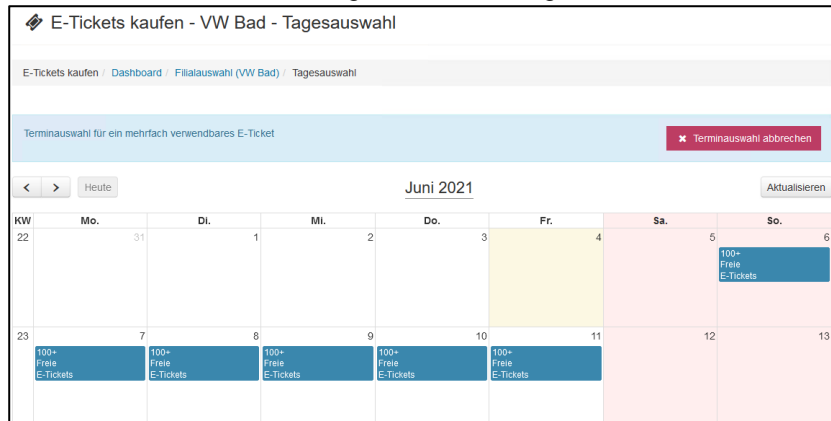 E-Tickets kaufen - VW Bad - Tagesauswahl
E-Tickets kaufen / Dashboard / Filialauswahl (VW Bad) / Tagesauswahl
Terminauswahl für ein mehrfach verwendbares E-Ticket
✖ Terminauswahl abbrechen
< > Heute Juni 2021 Aktualisieren
KW Mo. Di. Mi. Do. Fr. Sa. So.
22 31 1 2 3 4 5 6
100+
Freie
E-Tickets
23 7 8 9 10 11 12 13
100+ 100+ 100+ 100+ 100+
Freie Freie Freie Freie Freie
E-Tickets E-Tickets E-Tickets E-Tickets E-Tickets